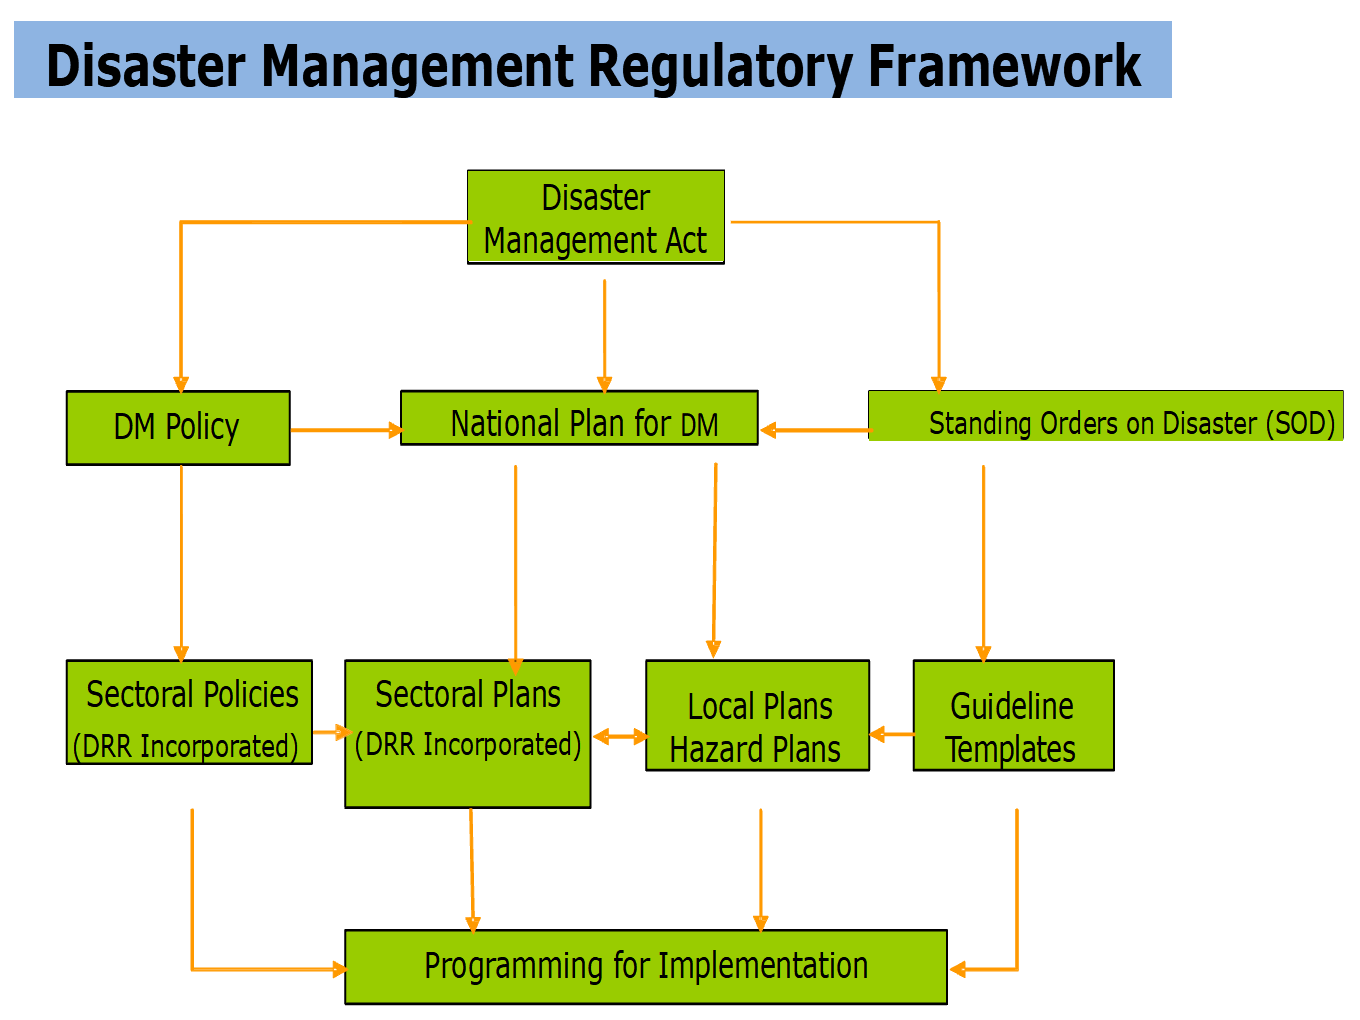 Disaster Management Regulatory Framework
Disaster
Management Act
DM Policy
National Plan for DM
Standing Orders on Disaster (SOD)
Sectoral Policies
(DRR Incorporated)
Sectoral Plans
(DRR Incorporated)
Local Plans
Hazard Plans
Guideline
Templates
Programming for Implementation